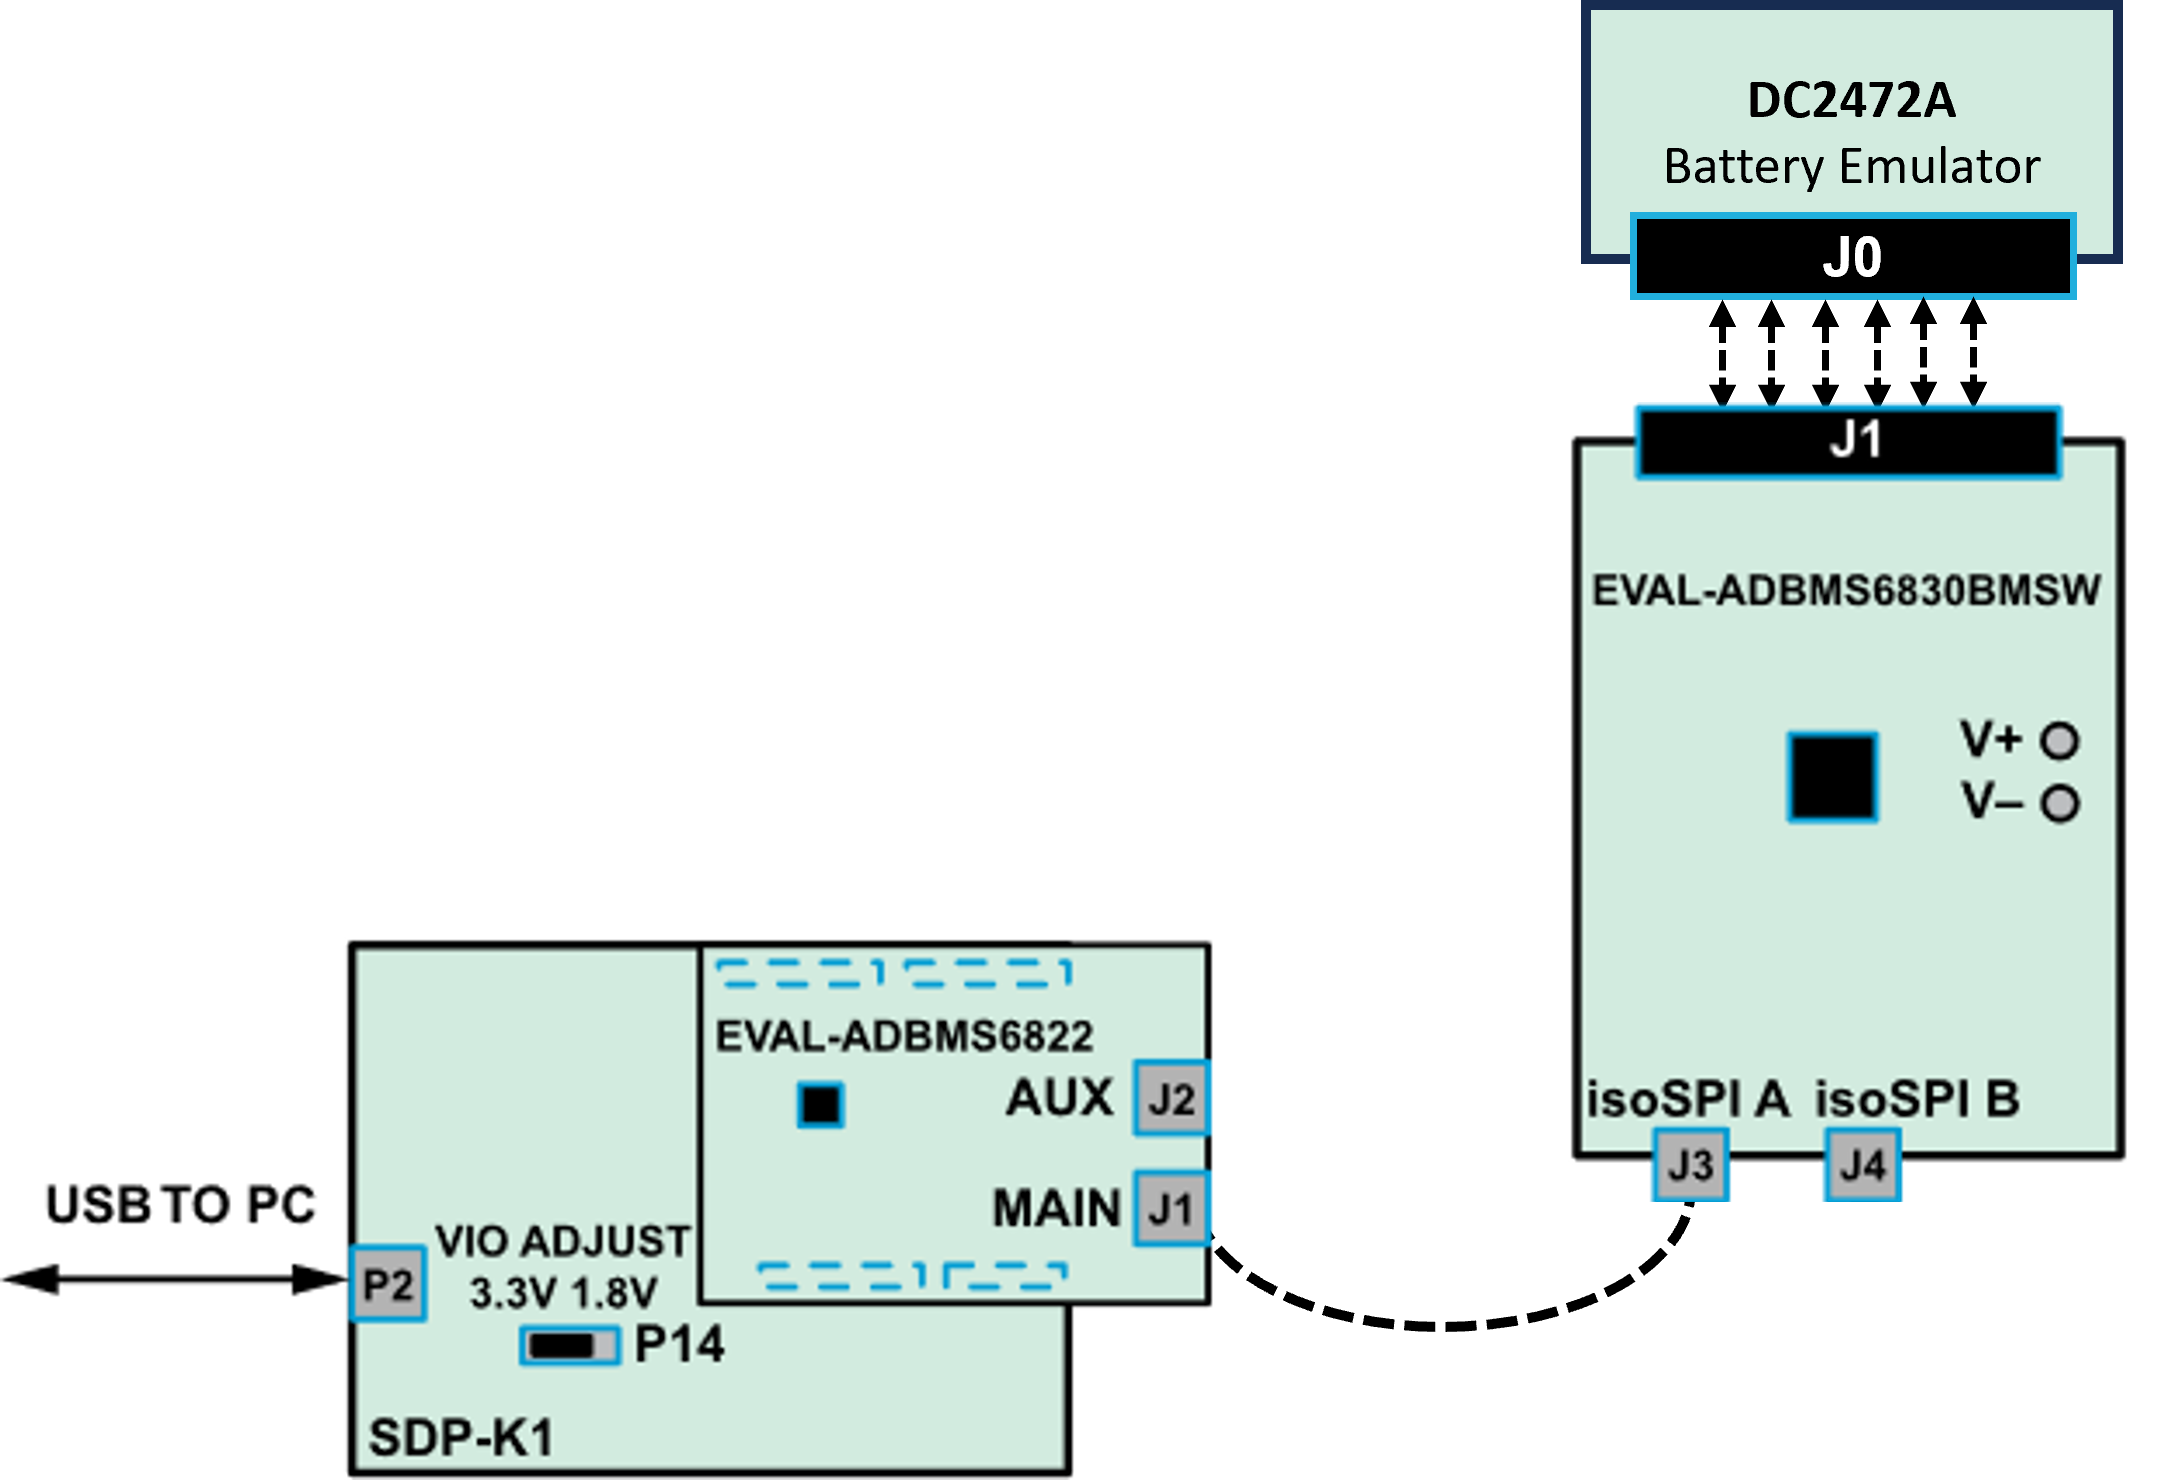 DC2472A
Battery Emulator
J0
J1
EVAL-ADBMS6830BMSW
V+
V–
isoSPI A isoSPI B
J3 J4
EVAL-ADBMS6822
AUX J2
MAIN J1
USB TO PC
P2
VIO ADJUST
3.3V 1.8V
P14
SDP-K1